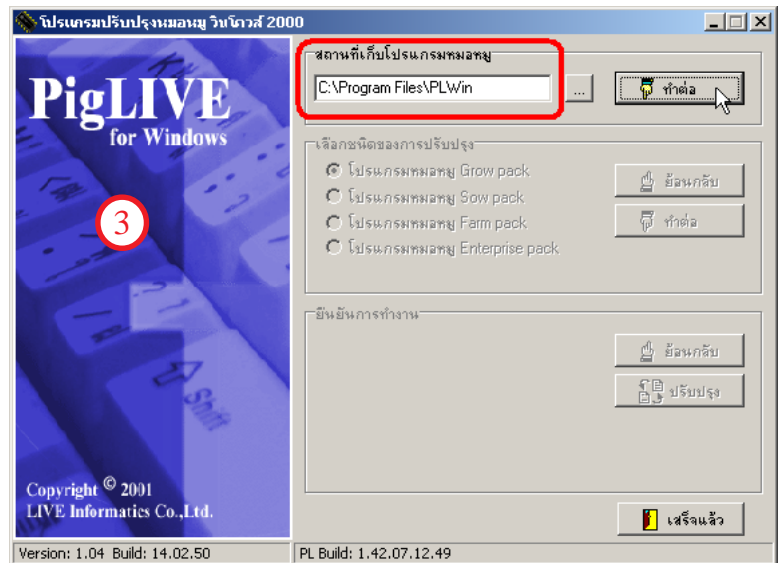 โปรแกรมปรับปรุงหมอหมู วินโดวส์ 2000
PigLIVE
for Windows
3
Shift
Copyright © 2001
LIVE Informatics Co.,Ltd.
สถานที่เก็บโปรแกรมหมอหมู
C:\Program Files\PLWin
...
ทำต่อ
เลือกชนิดของการปรับปรุง
โปรแกรมหมอหมู Grow pack
โปรแกรมหมอหมู Sow pack
โปรแกรมหมอหมู Farm pack
โปรแกรมหมอหมู Enterprise pack
ย้อนกลับ
ทำต่อ
ยืนยันการทำงาน
ย้อนกลับ
ปรับปรุง
เสร็จแล้ว
Version: 1.04 Build: 14.02.50
PL Build: 1.42.07.12.49